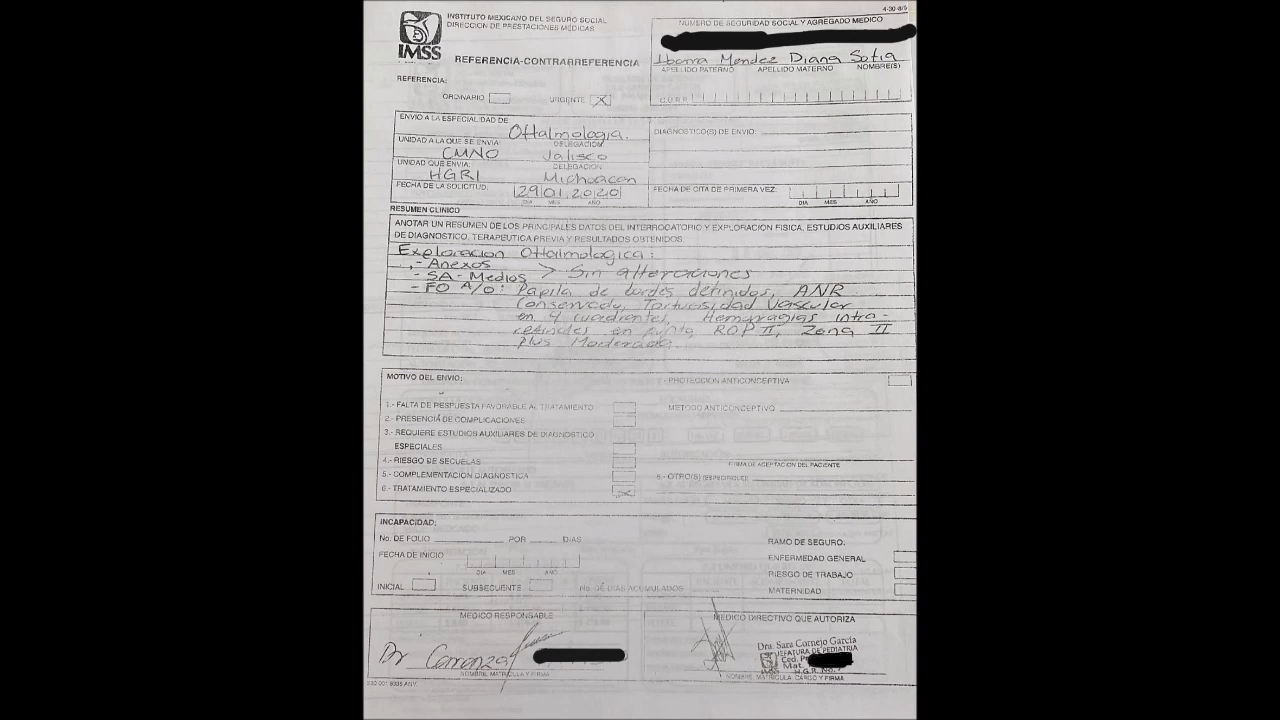 4-30-8/9
INSTITUTO MEXICANO DEL SEGURO SOCIAL
DIRECCION DE PRESTACIONES MEDICAS
IMSS
REFERENCIA-CONTRARREFERENCIA
NUMERO DE SEGURIDAD SOCIAL Y AGREGADO MEDICO
Ibarra Mendez Diana Sofia
APELLIDO PATERNO APELLIDO MATERNO NOMBRE(S)
C.U.R.P.
REFERENCIA:
ORDINARIO URGENTE X
ENVIO A LA ESPECIALIDAD DE
Oftalmologia.
UNIDAD A LA QUE SE ENVIA: DELEGACION
CMNO Jalisco
UNIDAD QUE ENVIA: DELEGACION
HGR1 Michoacan
FECHA DE LA SOLICITUD: 29 01 2020
DIA MES AÑO
DIAGNOSTICO(S) DE ENVIO:
FECHA DE CITA DE PRIMERA VEZ:
DIA MES AÑO
RESUMEN CLINICO
ANOTAR UN RESUMEN DE LOS PRINCIPALES DATOS DEL INTERROGATORIO Y EXPLORACION FISICA, ESTUDIOS AUXILIARES
DE DIAGNOSTICO, TERAPEUTICA PREVIA Y RESULTADOS OBTENIDOS.
Exploracion Oftalmologica:
- Anexos
- SA - Medios > Sin alteraciones
- FO A/O: Papila de bordes definidos, ANR
Conservado, Tortuosidad Vascular
en 4 cuadrantes, Hemorragias intra-
retinales en punto, ROP II, Zona II
plus Moderada.
MOTIVO DEL ENVIO:
1.- FALTA DE RESPUESTA FAVORABLE AL TRATAMIENTO
2.- PRESENCIA DE COMPLICACIONES
3.- REQUIERE ESTUDIOS AUXILIARES DE DIAGNOSTICO
ESPECIALES
4.- RIESGO DE SECUELAS
5.- COMPLEMENTACION DIAGNOSTICA
6.- TRATAMIENTO ESPECIALIZADO X
7.- PROTECCION ANTICONCEPTIVA
METODO ANTICONCEPTIVO
FIRMA DE ACEPTACION DEL PACIENTE
8.- OTRO(S) (ESPECIFIQUE)
INCAPACIDAD:
No. DE FOLIO POR DIAS
FECHA DE INICIO
DIA MES AÑO
INICIAL SUBSECUENTE No. DE DIAS ACUMULADOS
RAMO DE SEGURO:
ENFERMEDAD GENERAL
RIESGO DE TRABAJO
MATERNIDAD
MEDICO RESPONSABLE
Dr Carranza
NOMBRE, MATRICULA Y FIRMA
MEDICO DIRECTIVO QUE AUTORIZA
Dra. Sara Cornejo García
JEFATURA DE PEDIATRIA
Ced.
Mat.
H.G.R. No.
NOMBRE, MATRICULA, CARGO Y FIRMA